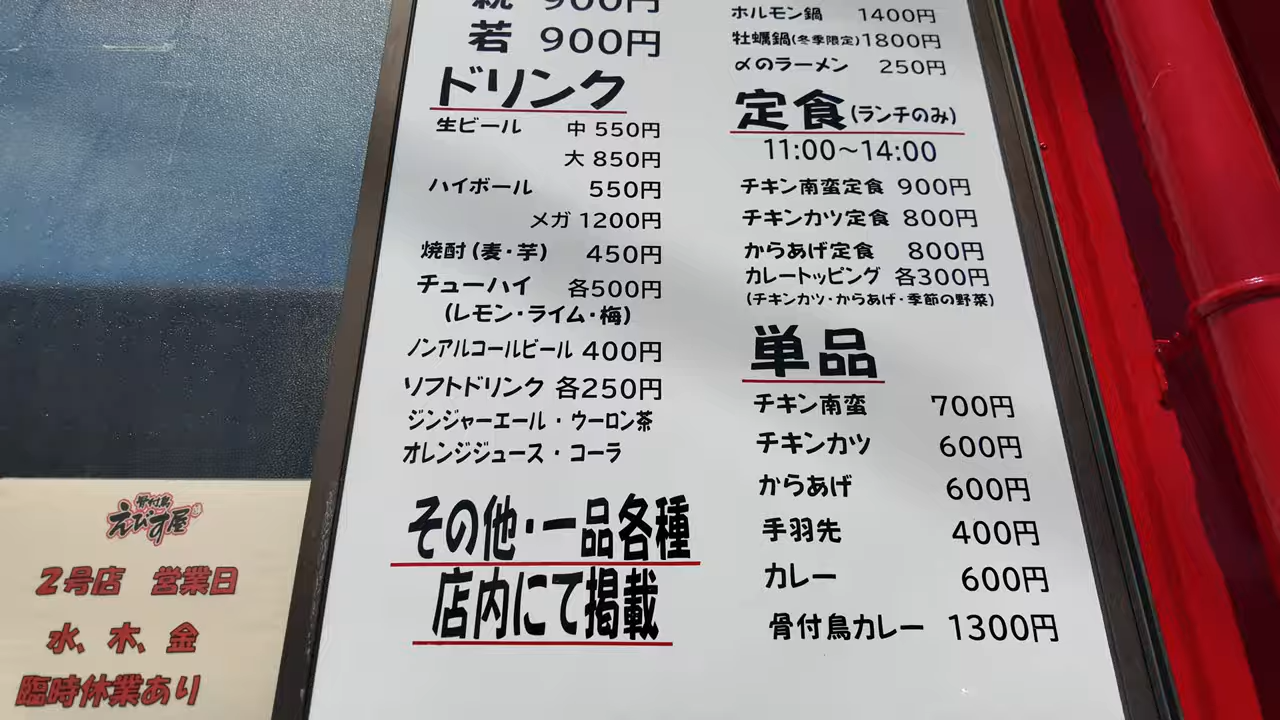 親 900円
若 900円
ドリンク
生ビール 中 550円
大 850円
ハイボール 550円
メガ 1200円
焼酎(麦・芋) 450円
チューハイ 各500円
(レモン・ライム・梅)
ノンアルコールビール 400円
ソフトドリンク 各250円
ジンジャーエール・ウーロン茶
オレンジジュース・コーラ
その他・一品各種
店内にて掲載
ホルモン鍋 1400円
牡蠣鍋(冬季限定)1800円
〆のラーメン 250円
定食(ランチのみ)
11:00～14:00
チキン南蛮定食 900円
チキンカツ定食 800円
からあげ定食 800円
カレートッピング 各300円
(チキンカツ・からあげ・季節の野菜)
単品
チキン南蛮 700円
チキンカツ 600円
からあげ 600円
手羽先 400円
カレー 600円
骨付鳥カレー 1300円
骨付鳥
えびす屋
2号店 営業日
水、木、金
臨時休業あり